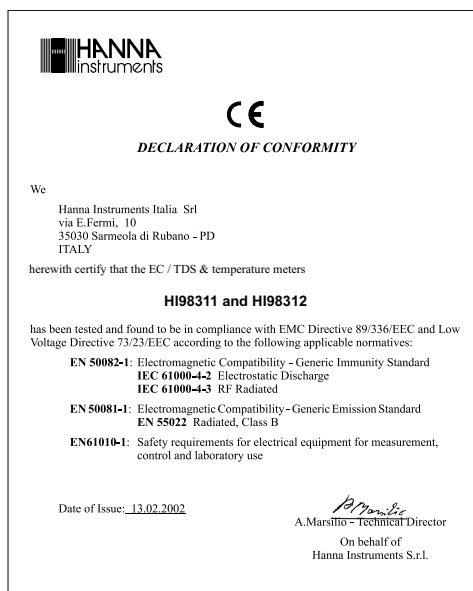 HANNA
instruments
CE
DECLARATION OF CONFORMITY
We
Hanna Instruments Italia Srl
via E.Fermi, 10
35030 Sarmeola di Rubano - PD
ITALY
herewith certify that the EC / TDS & temperature meters
HI98311 and HI98312
has been tested and found to be in compliance with EMC Directive 89/336/EEC and Low
Voltage Directive 73/23/EEC according to the following applicable normatives:
EN 50082-1: Electromagnetic Compatibility - Generic Immunity Standard
IEC 61000-4-2 Electrostatic Discharge
IEC 61000-4-3 RF Radiated
EN 50081-1: Electromagnetic Compatibility - Generic Emission Standard
EN 55022 Radiated, Class B
EN61010-1: Safety requirements for electrical equipment for measurement,
control and laboratory use
Date of Issue: 13.02.2002
A.Marsilio - Technical Director
On behalf of
Hanna Instruments S.r.l.